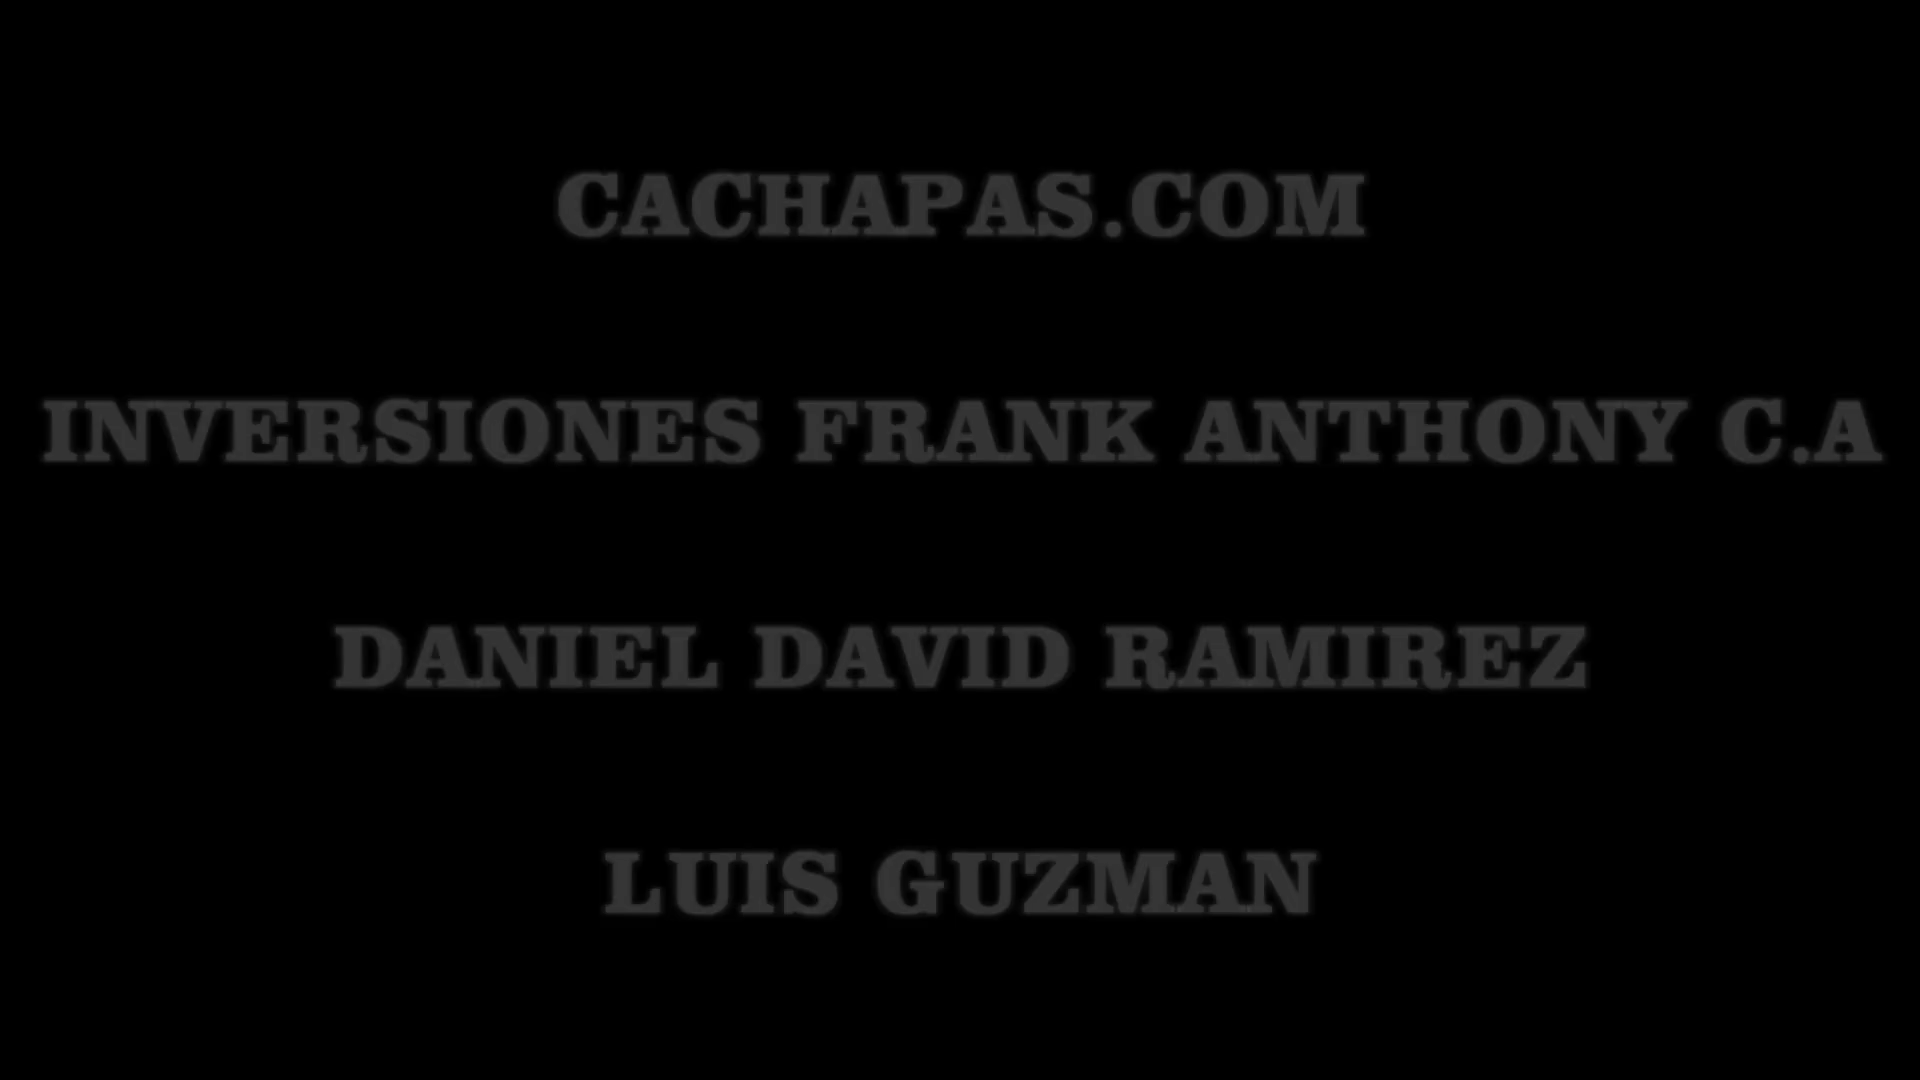 CACHAPAS.COM
INVERSIONES FRANK ANTHONY C.A
DANIEL DAVID RAMIREZ
LUIS GUZMAN